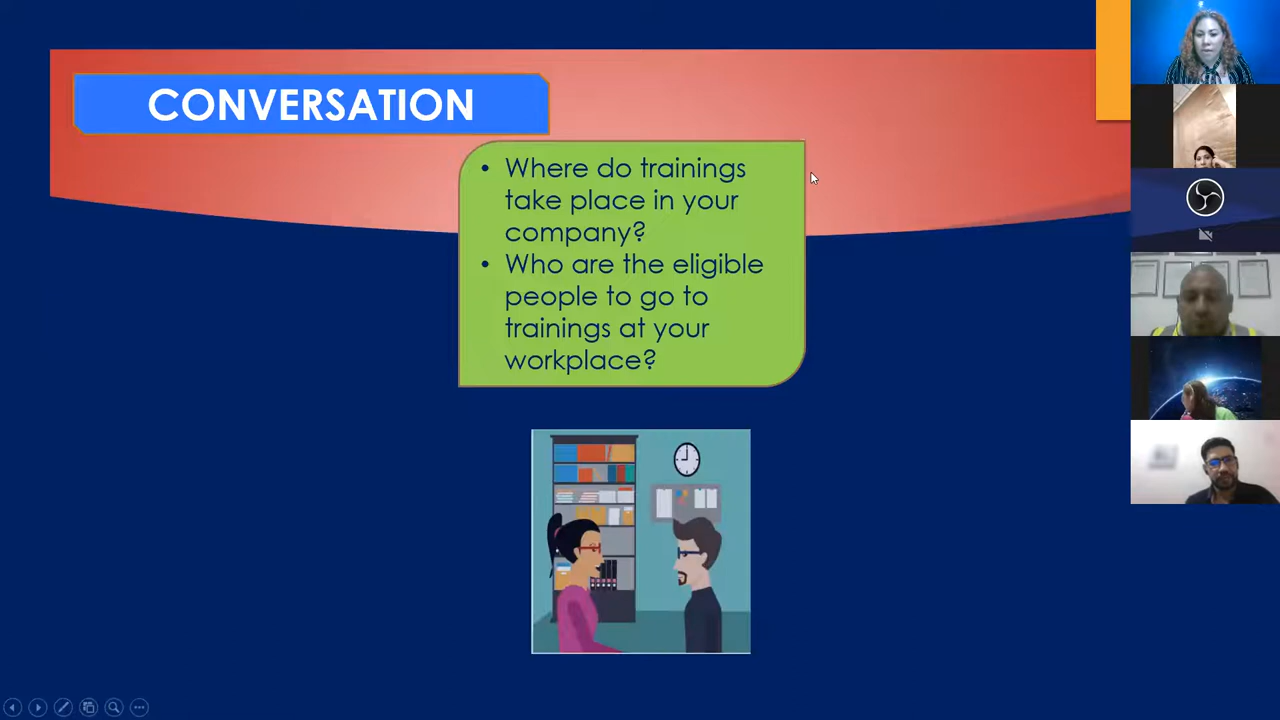 CONVERSATION
• Where do trainings
take place in your
company?
• Who are the eligible
people to go to
trainings at your
workplace?